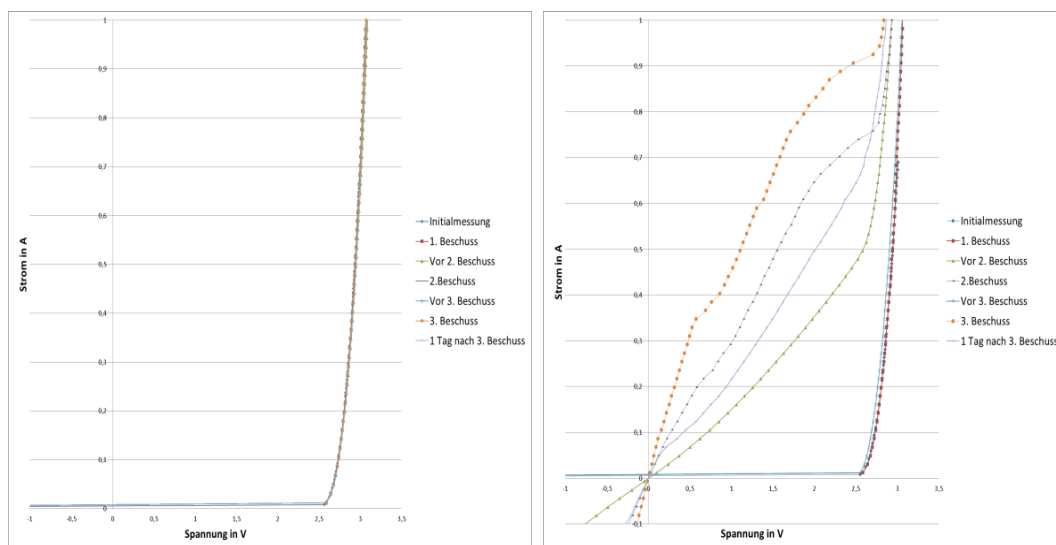 1
0,9
0,8
0,7
0,6
0,5
0,4
0,3
0,2
0,1
0
-1
-0,5
0
0,5
1
1,5
2
2,5
3
3,5
Strom in A
Spannung in V
Initialmessung
1. Beschuss
Vor 2. Beschuss
2.Beschuss
Vor 3. Beschuss
3. Beschuss
1 Tag nach 3. Beschuss
1
0,9
0,8
0,7
0,6
0,5
0,4
0,3
0,2
0,1
0
-0,1
-1
-0,5
0
0,5
1
1,5
2
2,5
3
3,5
Strom in A
Spannung in V
Initialmessung
1. Beschuss
Vor 2. Beschuss
2.Beschuss
Vor 3. Beschuss
3. Beschuss
1 Tag nach 3. Beschuss